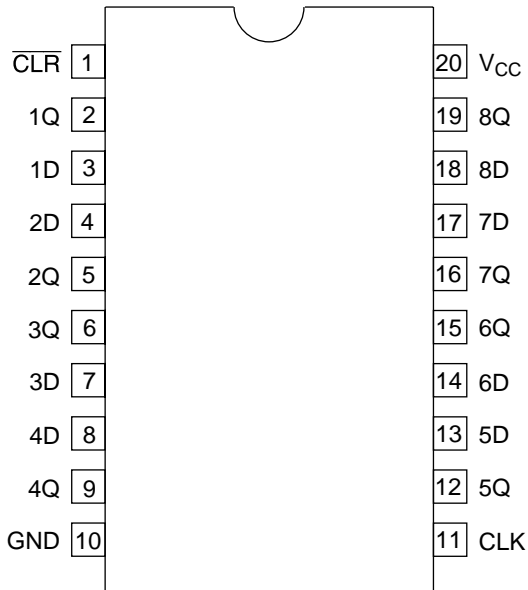 C̅L̅R̅ 1
1Q 2
1D 3
2D 4
2Q 5
3Q 6
3D 7
4D 8
4Q 9
GND 10
20 VCC
19 8Q
18 8D
17 7D
16 7Q
15 6Q
14 6D
13 5D
12 5Q
11 CLK